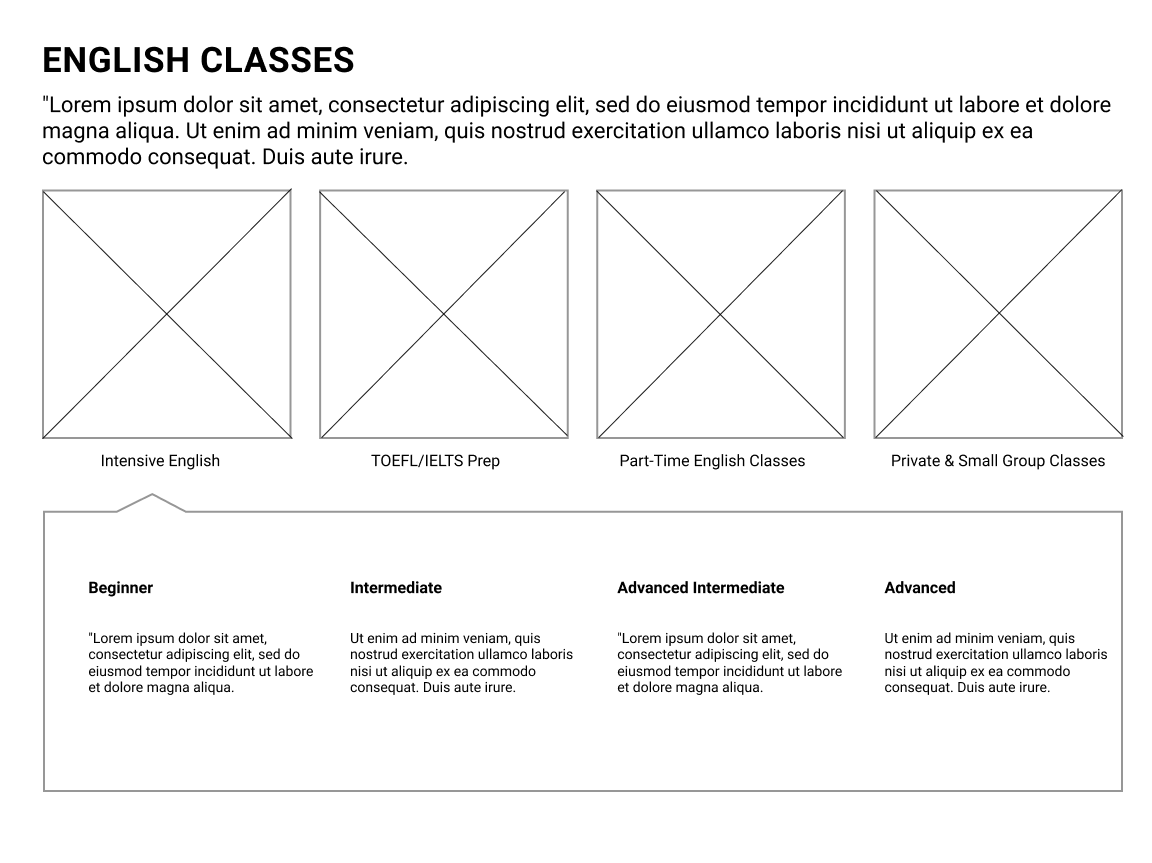 ENGLISH CLASSES
"Lorem ipsum dolor sit amet, consectetur adipiscing elit, sed do eiusmod tempor incididunt ut labore et dolore
magna aliqua. Ut enim ad minim veniam, quis nostrud exercitation ullamco laboris nisi ut aliquip ex ea
commodo consequat. Duis aute irure.
Intensive English
TOEFL/IELTS Prep
Part-Time English Classes
Private & Small Group Classes
Beginner
"Lorem ipsum dolor sit amet,
consectetur adipiscing elit, sed do
eiusmod tempor incididunt ut labore
et dolore magna aliqua.
Intermediate
Ut enim ad minim veniam, quis
nostrud exercitation ullamco laboris
nisi ut aliquip ex ea commodo
consequat. Duis aute irure.
Advanced Intermediate
"Lorem ipsum dolor sit amet,
consectetur adipiscing elit, sed do
eiusmod tempor incididunt ut labore
et dolore magna aliqua.
Advanced
Ut enim ad minim veniam, quis
nostrud exercitation ullamco laboris
nisi ut aliquip ex ea commodo
consequat. Duis aute irure.